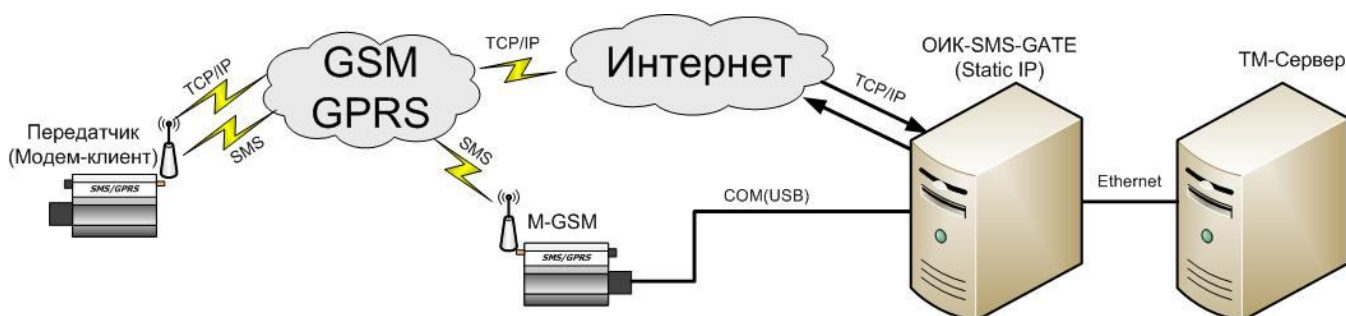 Передатчик
(Модем-клиент)
SMS/GPRS
TCP/IP
SMS
GSM
GPRS
TCP/IP
SMS
Интернет
TCP/IP
M-GSM
SMS/GPRS
COM(USB)
ОИК-SMS-GATE
(Static IP)
Ethernet
ТМ-Сервер